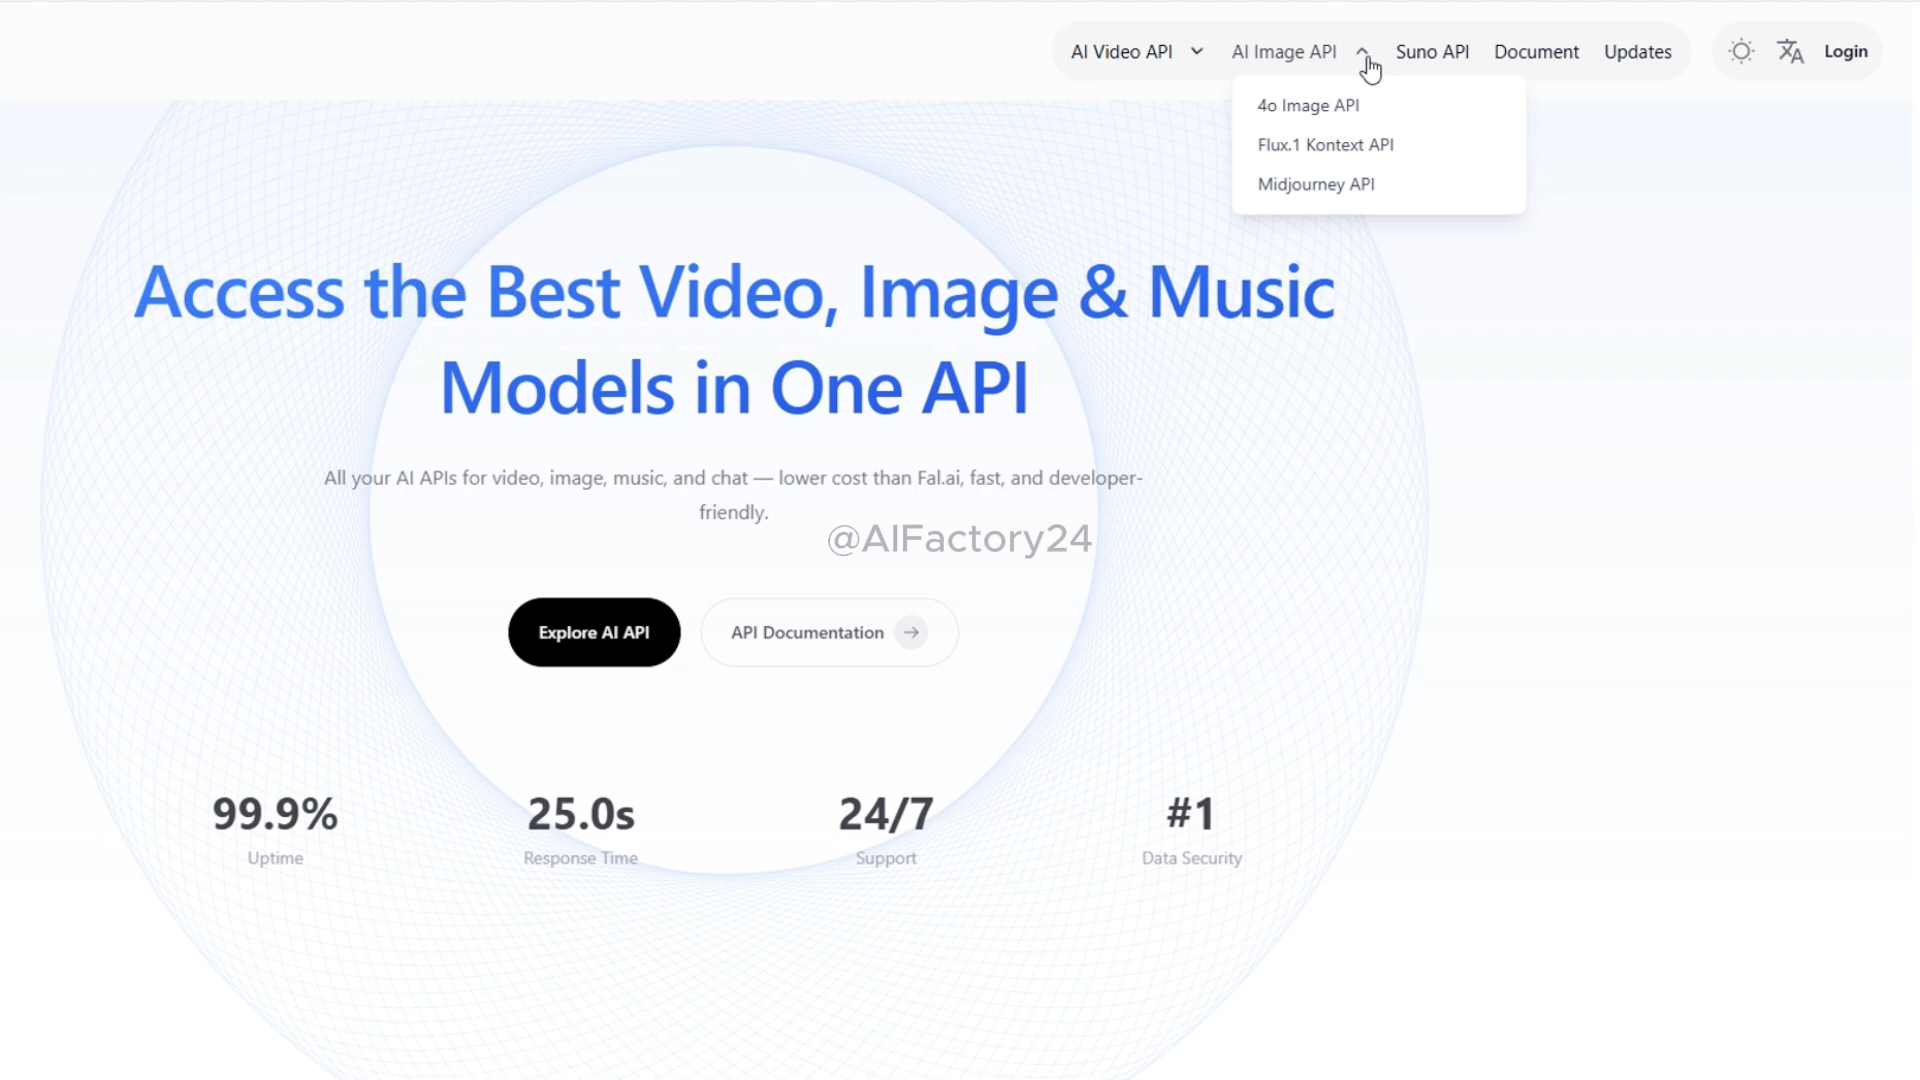 AI Video API AI Image API Suno API Document Updates Login
4o Image API
Flux.1 Kontext API
Midjourney API
Access the Best Video, Image & Music
Models in One API
All your AI APIs for video, image, music, and chat — lower cost than Fal.ai, fast, and developer-
friendly.
@AIFactory24
Explore AI API API Documentation
99.9% 25.0s 24/7 #1
Uptime Response Time Support Data Security